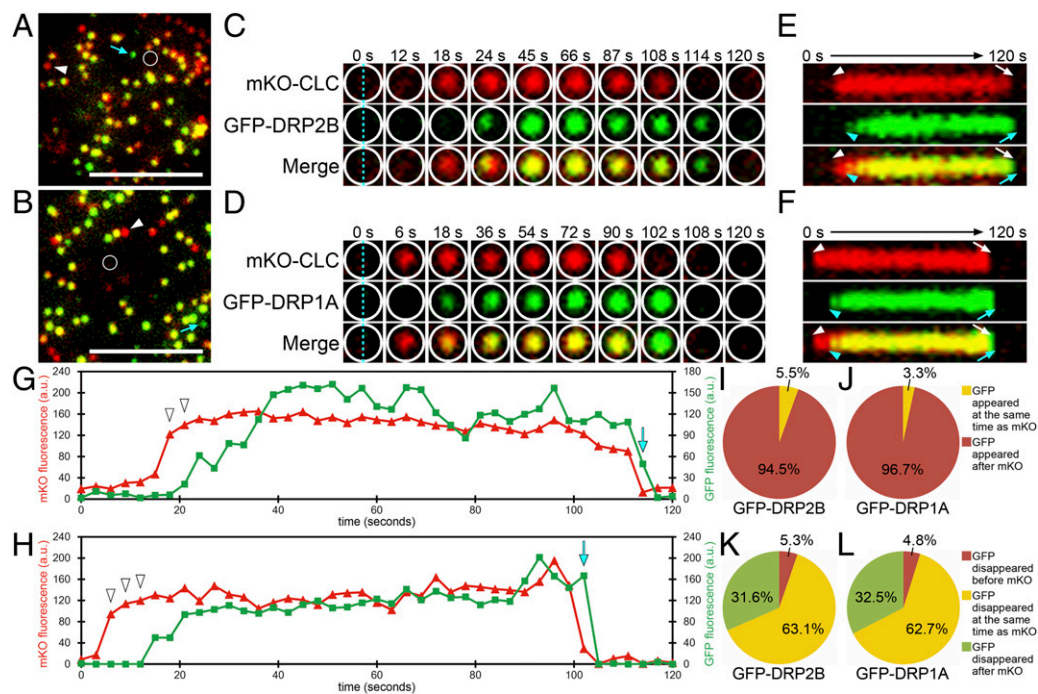 A
B
C
0 s 12 s 18 s 24 s 45 s 66 s 87 s 108 s 114 s 120 s
mKO-CLC
GFP-DRP2B
Merge
D
0 s 6 s 18 s 36 s 54 s 72 s 90 s 102 s 108 s 120 s
mKO-CLC
GFP-DRP1A
Merge
E
0 s 120 s
F
0 s 120 s
G
mKO fluorescence (a.u.)
240
200
160
120
80
40
0
180
150
120
90
60
30
0
GFP fluorescence (a.u.)
0 20 40 60 80 100 120
time (seconds)
H
mKO fluorescence (a.u.)
240
200
160
120
80
40
0
240
200
160
120
80
40
0
GFP fluorescence (a.u.)
0 20 40 60 80 100 120
time (seconds)
I
5.5%
94.5%
GFP-DRP2B
J
3.3%
96.7%
GFP-DRP1A
GFP
appeared
at the same
time as mKO
GFP
appeared
after mKO
K
5.3%
31.6%
63.1%
GFP-DRP2B
L
4.8%
32.5%
62.7%
GFP-DRP1A
GFP
disappeared
before mKO
GFP
disappeared
at the same
time as mKO
GFP
disappeared
after mKO